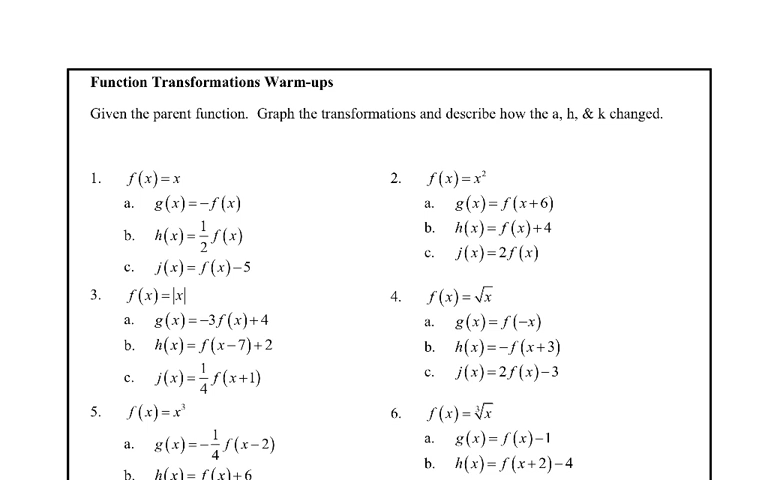 Function Transformations Warm-ups
Given the parent function. Graph the transformations and describe how the a, h, & k changed.
1. f(x)=x
a. g(x)=−f(x)
b. h(x)=1/2 f(x)
c. j(x)=f(x)−5
2. f(x)=x²
a. g(x)=f(x+6)
b. h(x)=f(x)+4
c. j(x)=2f(x)
3. f(x)=|x|
a. g(x)=−3f(x)+4
b. h(x)=f(x−7)+2
c. j(x)=1/4 f(x+1)
4. f(x)=√x
a. g(x)=f(−x)
b. h(x)=−f(x+3)
c. j(x)=2f(x)−3
5. f(x)=x³
a. g(x)=−1/4 f(x−2)
b. h(x)=f(x)+6
6. f(x)=∛x
a. g(x)=f(x)−1
b. h(x)=f(x+2)−4